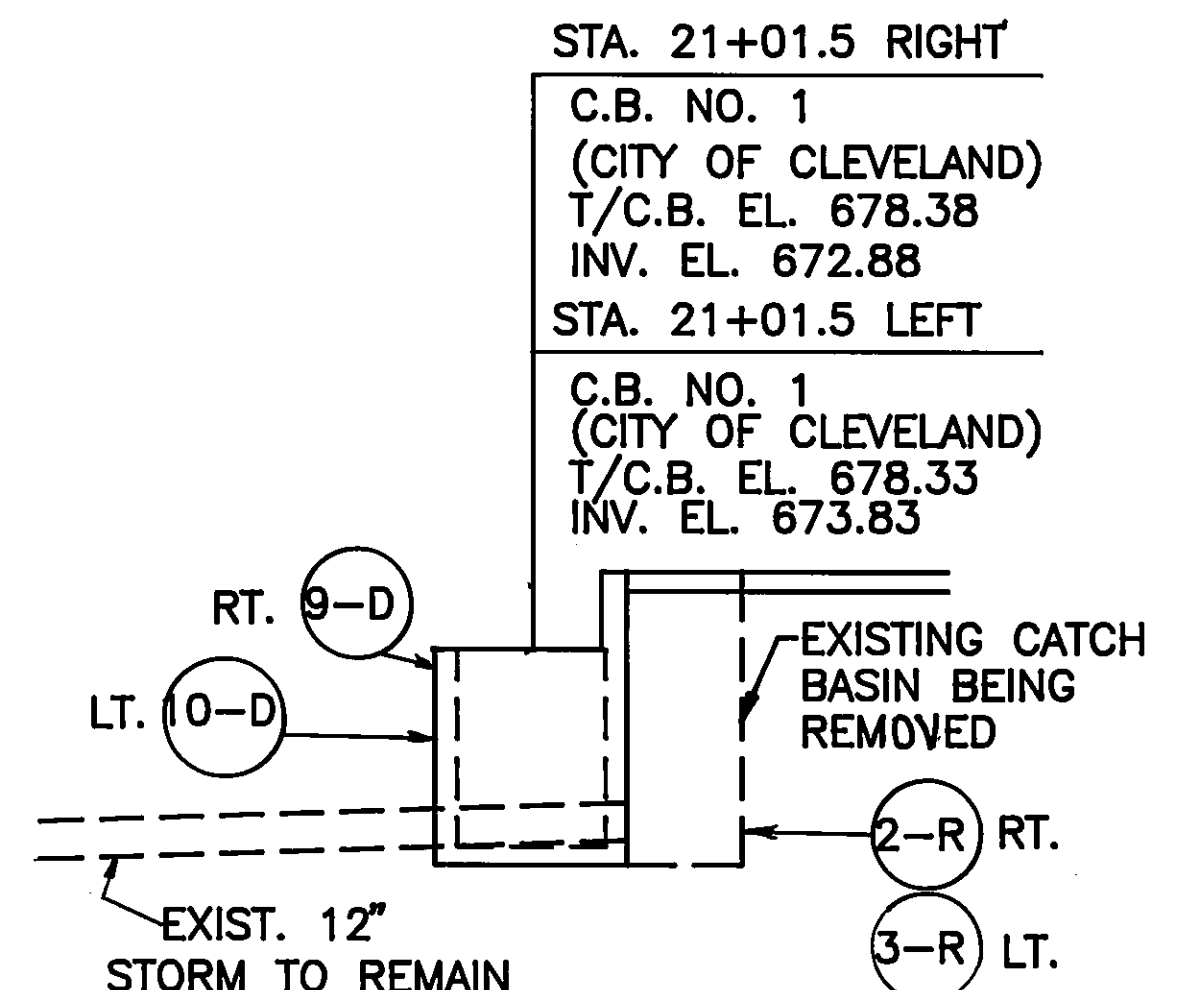 STA. 21+01.5 RIGHT
C.B. NO. 1
(CITY OF CLEVELAND)
T/C.B. EL. 678.38
INV. EL. 672.88
STA. 21+01.5 LEFT
C.B. NO. 1
(CITY OF CLEVELAND)
T/C.B. EL. 678.33
INV. EL. 673.83
RT. 9-D
LT. 10-D
EXISTING CATCH
BASIN BEING
REMOVED
2-R RT.
3-R LT.
EXIST. 12"
STORM TO REMAIN